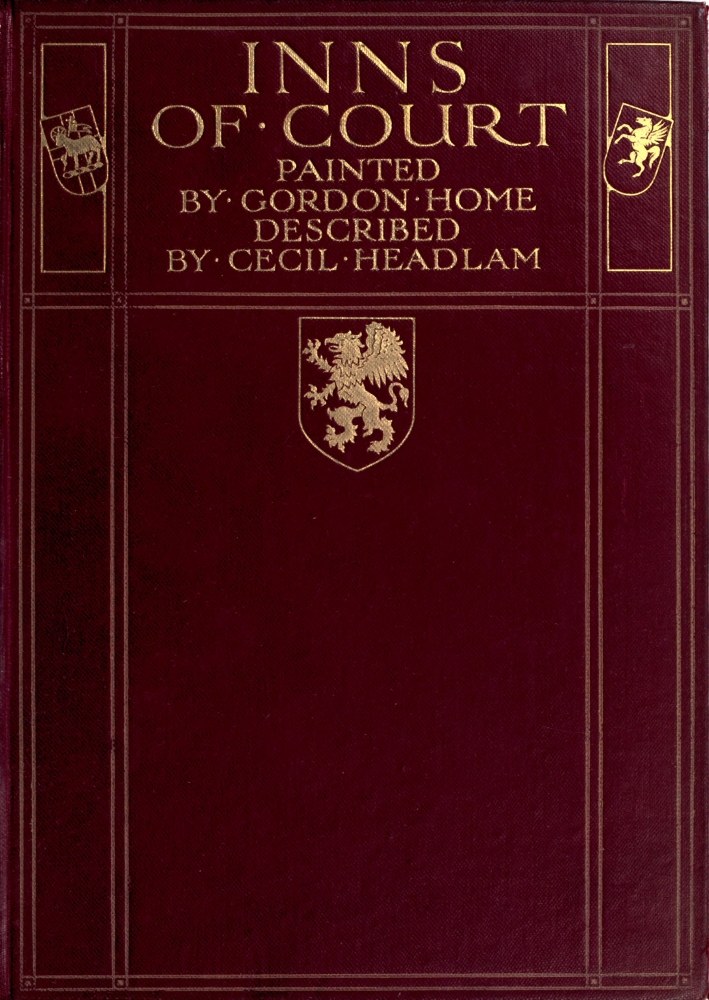 INNS
OF·COURT
PAINTED
BY·GORDON·HOME
DESCRIBED
BY·CECIL·HEADLAM